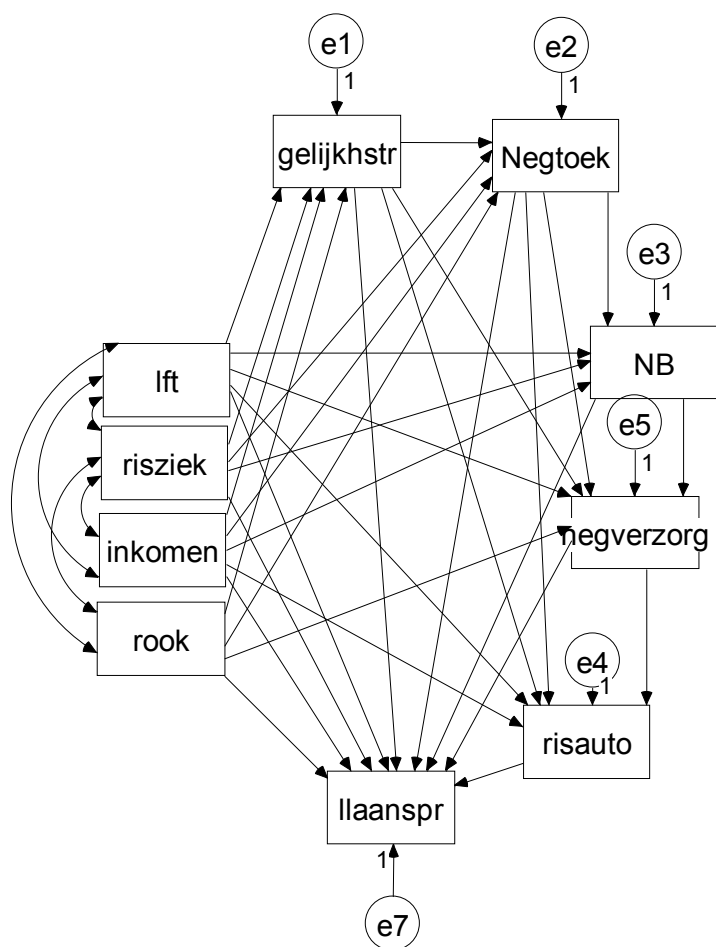 e1
e2
1
1
gelijkhstr
Negtoek
e3
1
lft
NB
e5
risziek
1
negverzorg
inkomen
rook
e4
1
risauto
llaanspr
1
e7